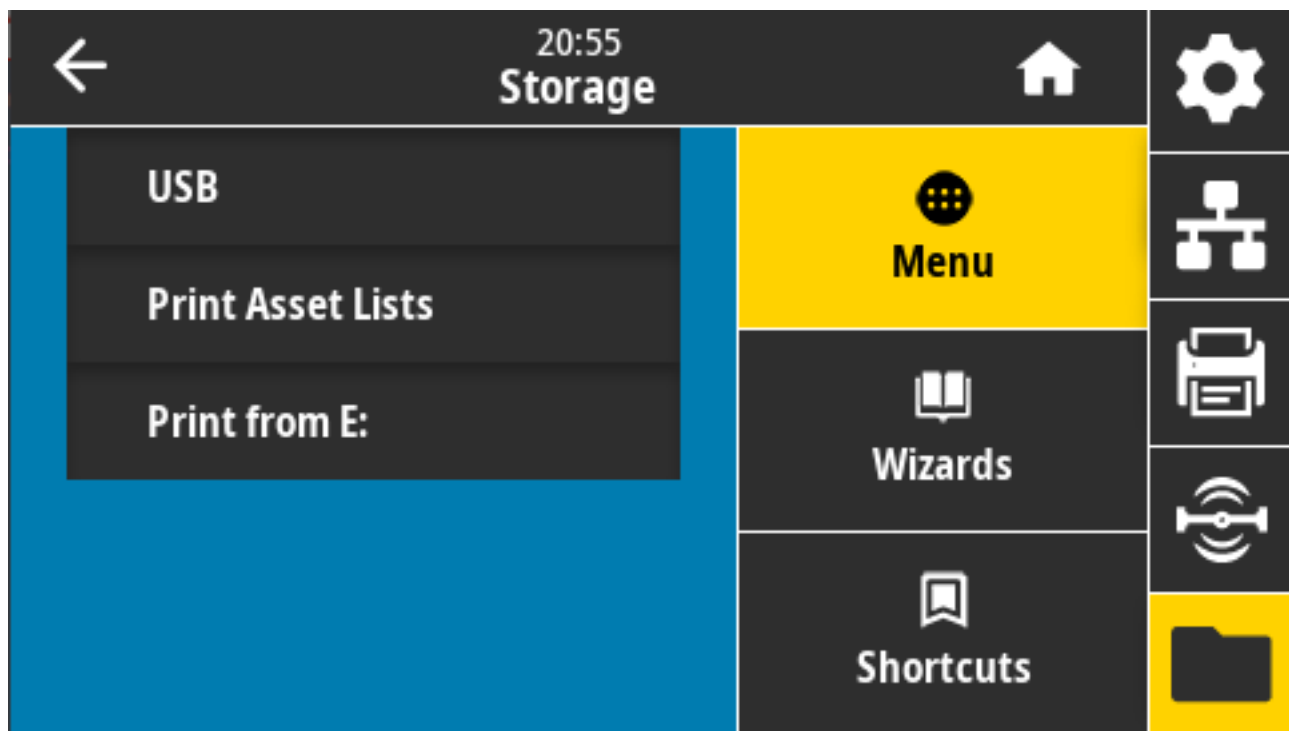 20:55
Storage
USB
Print Asset Lists
Print from E:
Menu
Wizards
Shortcuts